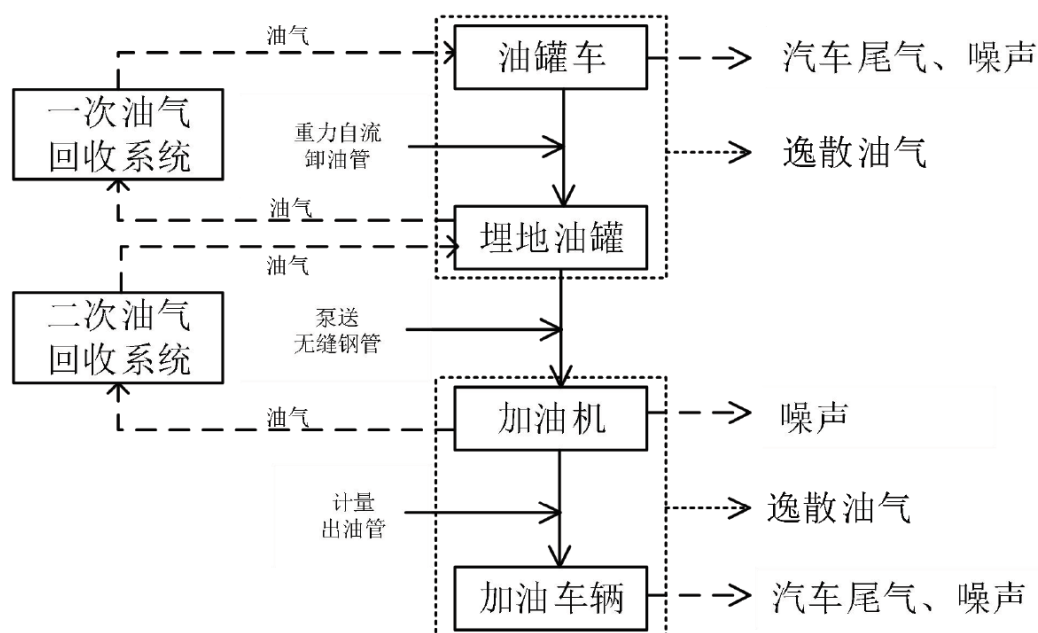 油气
油罐车
汽车尾气、噪声
一次油气
回收系统
重力自流
卸油管
逸散油气
油气
埋地油罐
油气
二次油气
回收系统
泵送
无缝钢管
油气
加油机
噪声
计量
出油管
逸散油气
加油车辆
汽车尾气、噪声